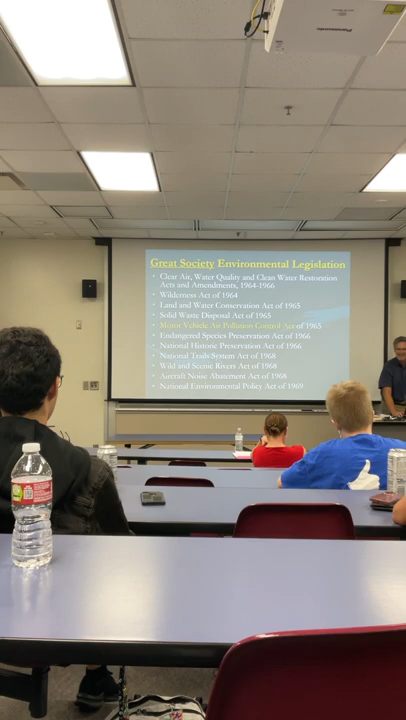 Panasonic
Great Society Environmental Legislation
• Clear Air, Water Quality and Clean Water Restoration
Acts and Amendments, 1964-1966
• Wilderness Act of 1964
• Land and Water Conservation Act of 1965
• Solid Waste Disposal Act of 1965
• Motor Vehicle Air Pollution Control Act of 1965
• Endangered Species Preservation Act of 1966
• National Historic Preservation Act of 1966
• National Trails System Act of 1968
• Wild and Scenic Rivers Act of 1968
• Aircraft Noise Abatement Act of 1968
• National Environmental Policy Act of 1969